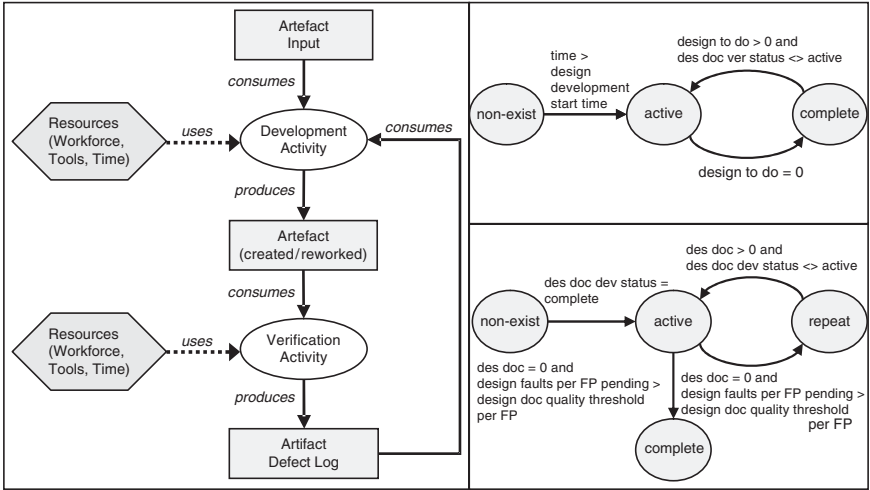 Artefact
Input
consumes
Resources
(Workforce,
Tools, Time)
uses
Development
Activity
consumes
produces
Artefact
(created/reworked)
consumes
Resources
(Workforce,
Tools, Time)
uses
Verification
Activity
produces
Artifact
Defect Log
time >
design
development
start time
design to do > 0 and
des doc ver status <> active
non-exist
active
complete
design to do = 0
des doc dev status =
complete
des doc > 0 and
des doc dev status <> active
non-exist
active
repeat
des doc = 0 and
design faults per FP pending >
design doc quality threshold
per FP
des doc = 0 and
design faults per FP pending >
design doc quality threshold
per FP
complete